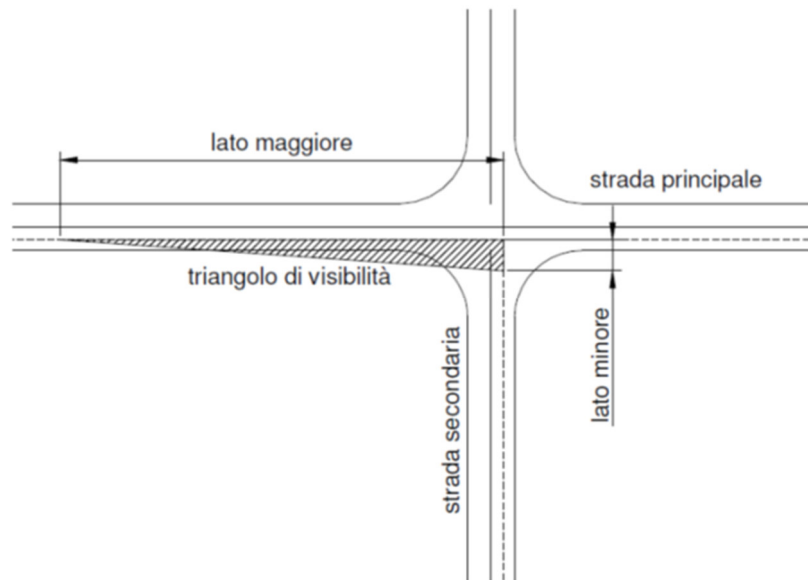 lato maggiore
strada principale
triangolo di visibilità
lato minore
strada secondaria